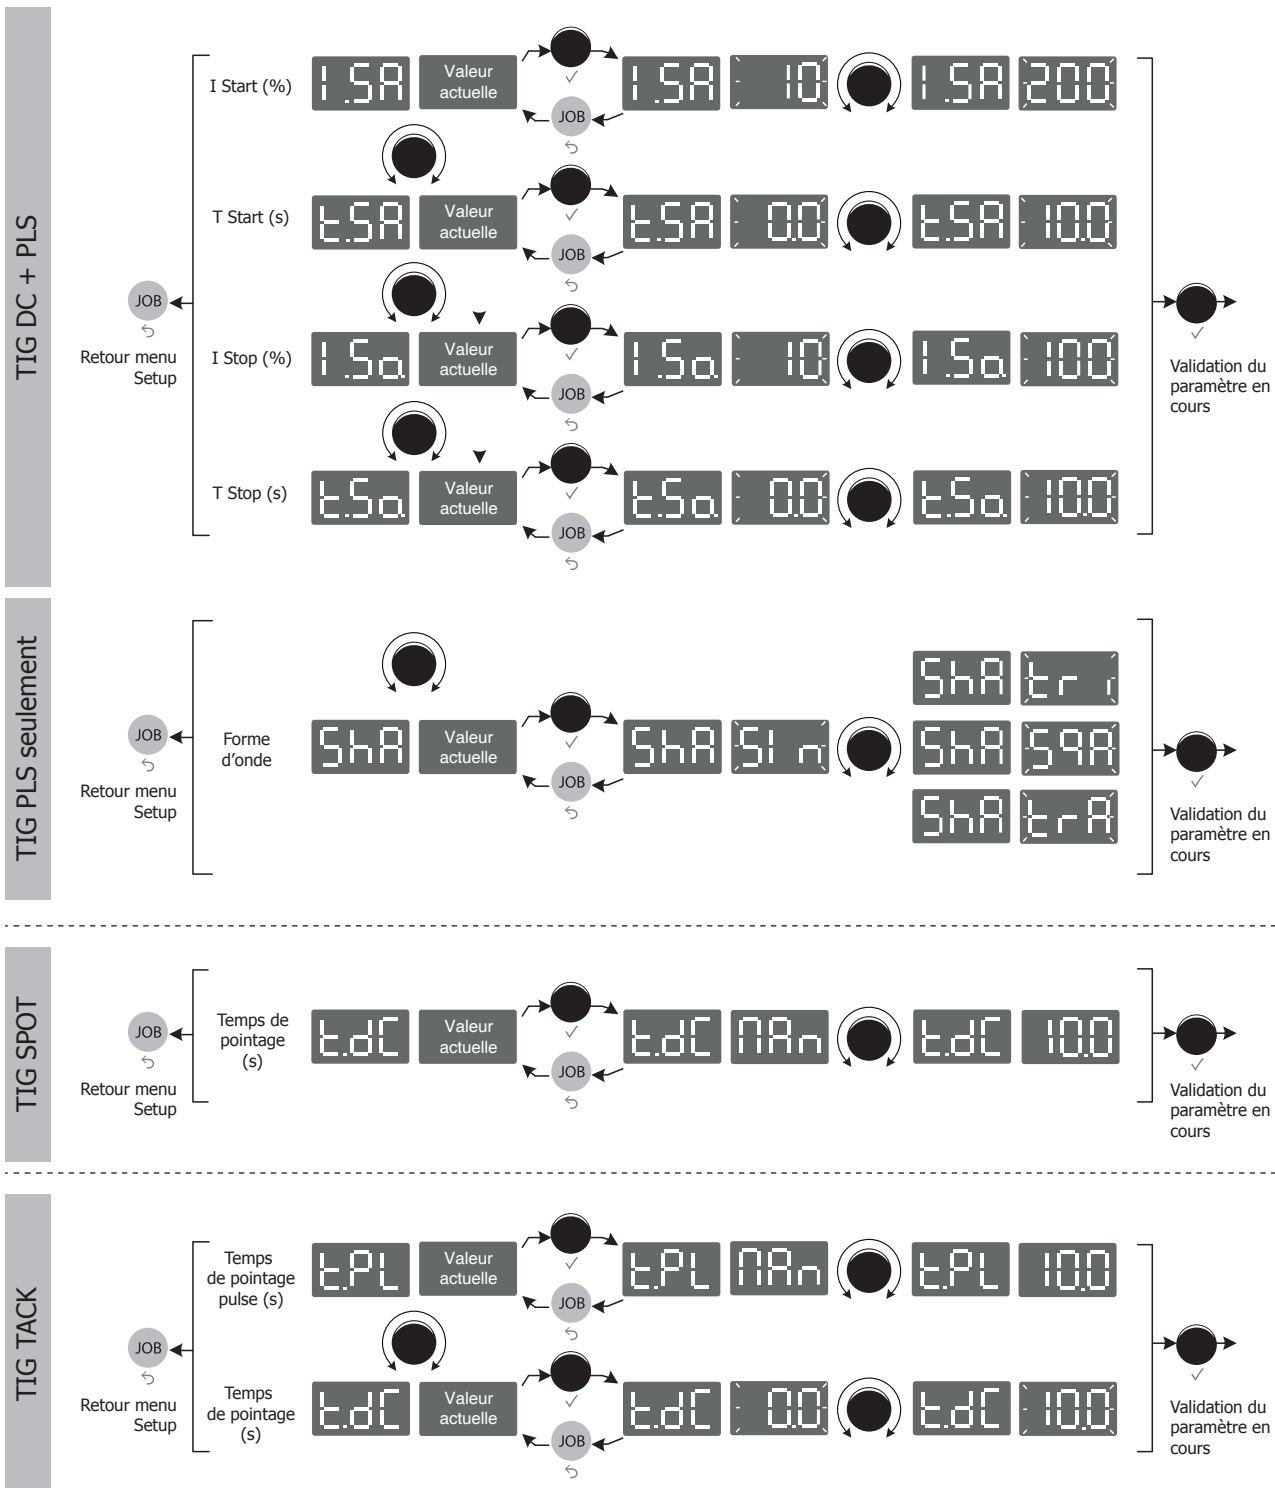 TIG DC + PLS
I Start (%)
I.SA
Valeur
actuelle
JOB
I.SA
10
I.SA
200
T Start (s)
t.SA
Valeur
actuelle
JOB
t.SA
0.0
t.SA
10.0
JOB
Retour menu
Setup
I Stop (%)
I.So
Valeur
actuelle
JOB
I.So
10
I.So
100
Validation du
paramètre en
cours
T Stop (s)
t.So
Valeur
actuelle
JOB
t.So
0.0
t.So
10.0
TIG PLS seulement
JOB
Retour menu
Setup
Forme
d’onde
ShA
Valeur
actuelle
JOB
ShA
SIn
ShA
tri
ShA
SqA
ShA
trA
Validation du
paramètre en
cours
TIG SPOT
JOB
Retour menu
Setup
Temps de
pointage
(s)
t.dC
Valeur
actuelle
JOB
t.dC
MAn
t.dC
10.0
Validation du
paramètre en
cours
TIG TACK
Temps
de pointage
pulse (s)
t.PL
Valeur
actuelle
JOB
t.PL
MAn
t.PL
10.0
JOB
Retour menu
Setup
Temps
de pointage
(s)
t.dC
Valeur
actuelle
JOB
t.dC
0.0
t.dC
10.0
Validation du
paramètre en
cours